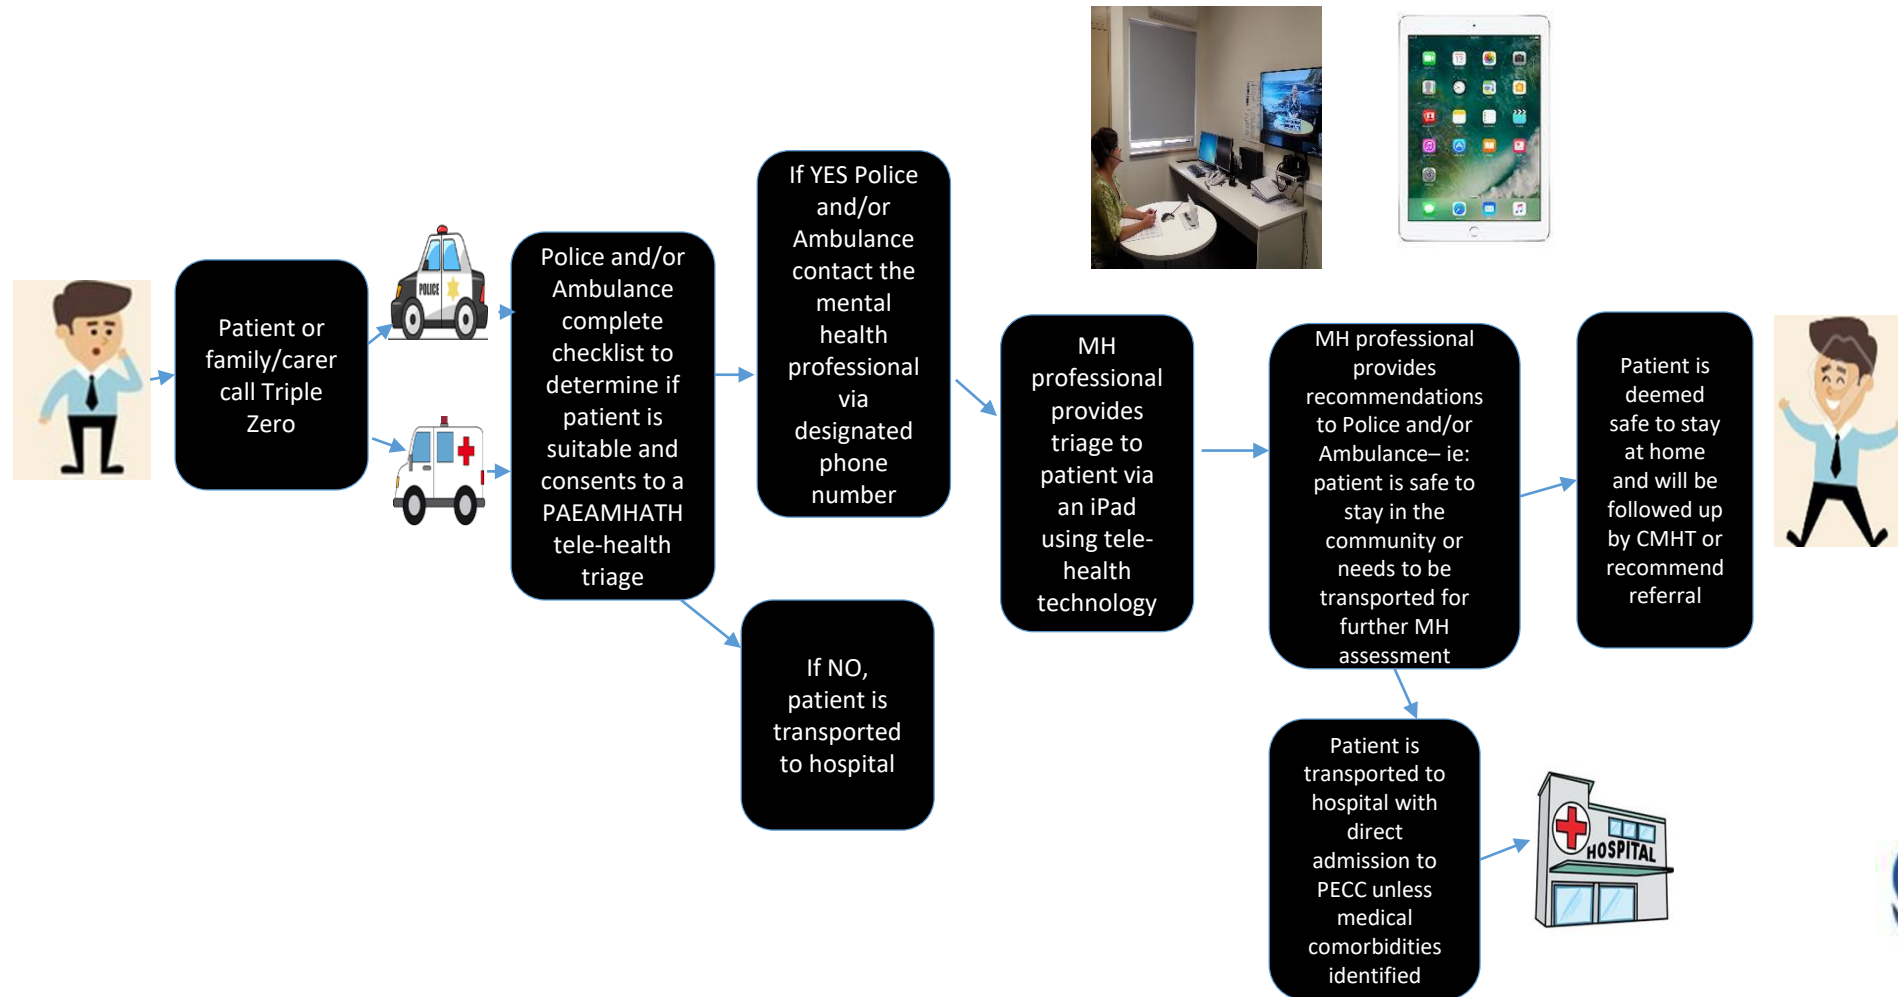 Patient or
family/carer
call Triple
Zero
POLICE
Police and/or
Ambulance
complete
checklist to
determine if
patient is
suitable and
consents to a
PAEAMHATH
tele-health
triage
If YES Police
and/or
Ambulance
contact the
mental
health
professional
via
designated
phone
number
If NO,
patient is
transported
to hospital
MH
professional
provides
triage to
patient via
an iPad
using tele-
health
technology
MH professional
provides
recommendations
to Police and/or
Ambulance– ie:
patient is safe to
stay in the
community or
needs to be
transported for
further MH
assessment
Patient is
deemed
safe to stay
at home
and will be
followed up
by CMHT or
recommend
referral
Patient is
transported to
hospital with
direct
admission to
PECC unless
medical
comorbidities
identified
HOSPITAL